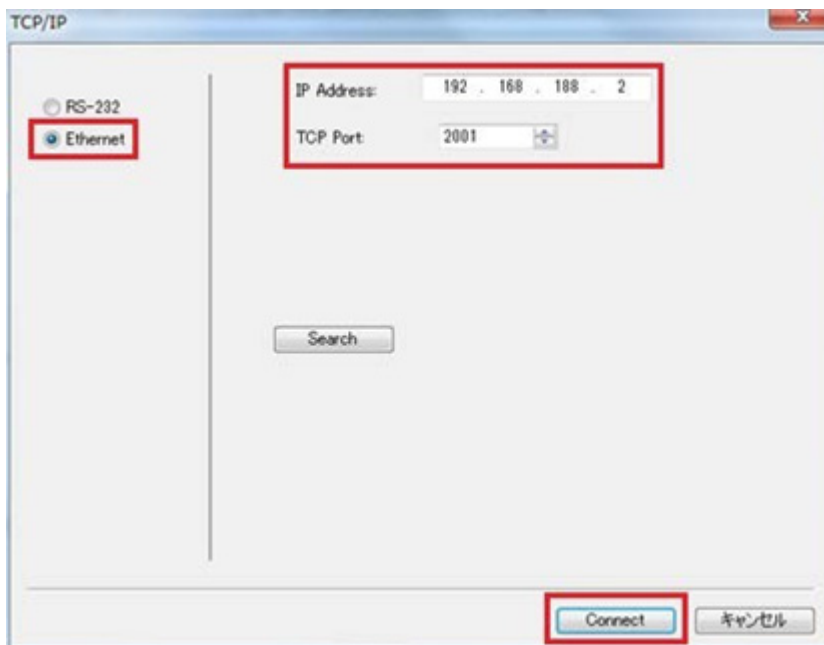 TCP/IP
RS-232
Ethernet
IP Address: 192 . 168 . 188 . 2
TCP Port: 2001
Search
Connect
キャンセル